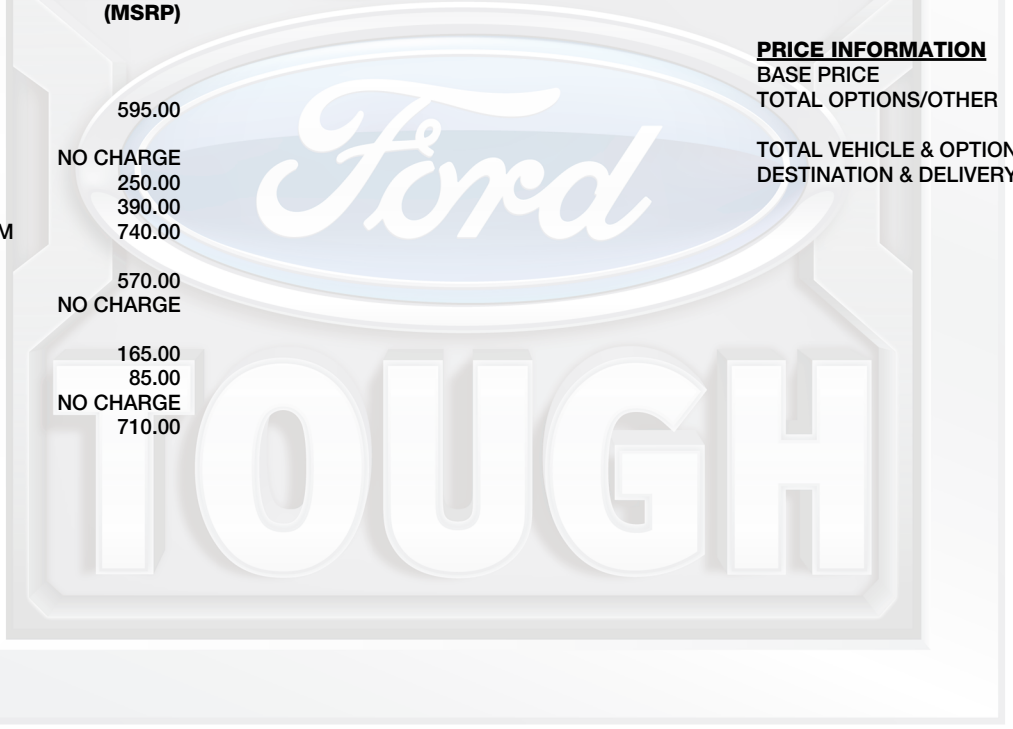 (MSRP)
595.00
NO CHARGE
250.00
390.00
M 740.00
570.00
NO CHARGE
165.00
85.00
NO CHARGE
710.00
PRICE INFORMATION
BASE PRICE
TOTAL OPTIONS/OTHER
TOTAL VEHICLE & OPTION
DESTINATION & DELIVERY
Ford
TOUGH